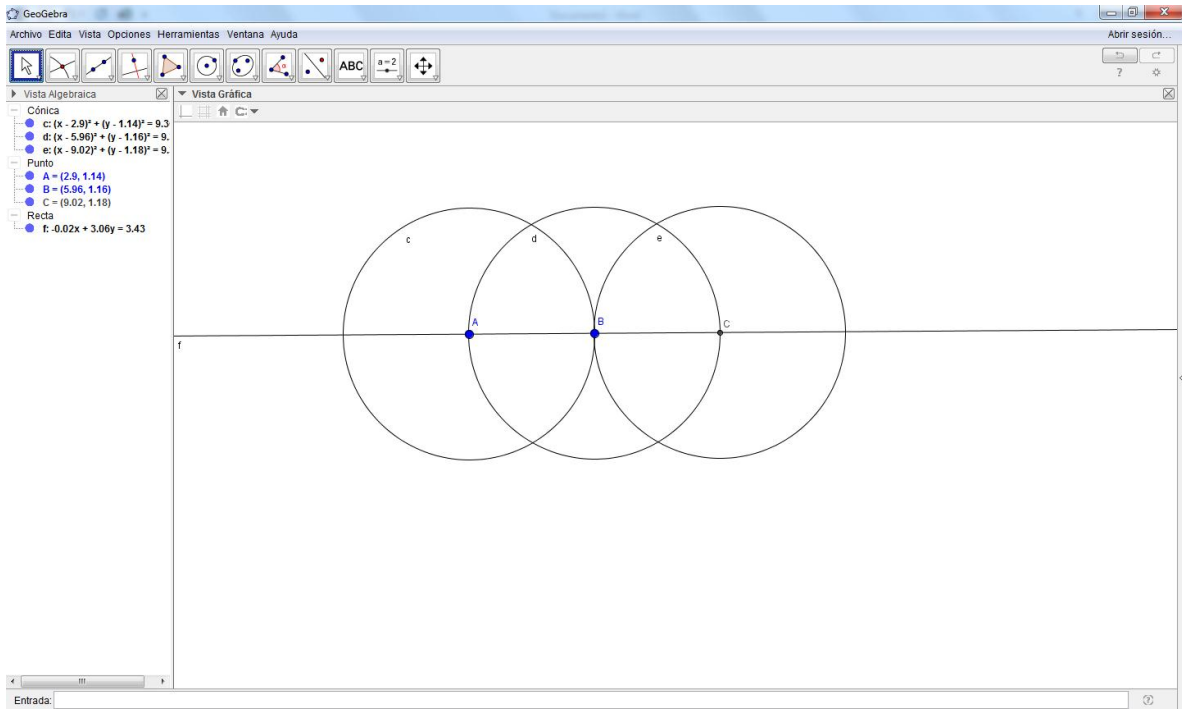 GeoGebra
Archivo Edita Vista Opciones Herramientas Ventana Ayuda
Abrir sesión...
ABC
a=2
?
Vista Algebraica
Vista Gráfica
Cónica
c: (x - 2.9)² + (y - 1.14)² = 9.3
d: (x - 5.96)² + (y - 1.16)² = 9.
e: (x - 9.02)² + (y - 1.18)² = 9.
Punto
A = (2.9, 1.14)
B = (5.96, 1.16)
C = (9.02, 1.18)
Recta
f: -0.02x + 3.06y = 3.43
c
d
e
A
B
C
f
Entrada: